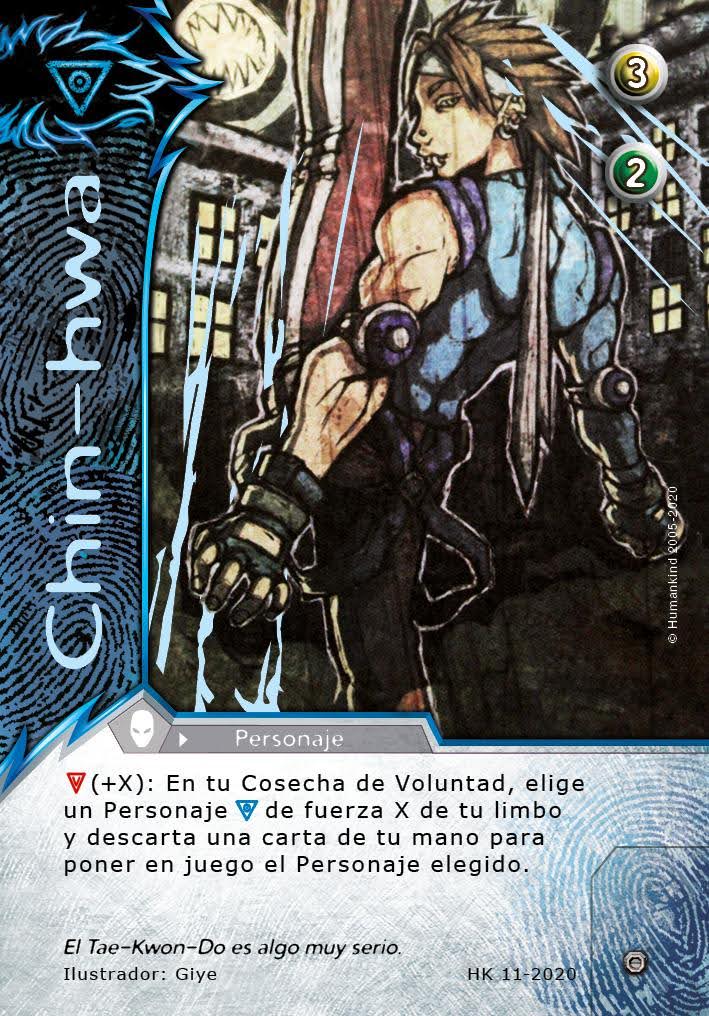 3
2
Chin-hwa
© Humankind 2005-2020
Personaje
(+X): En tu Cosecha de Voluntad, elige
un Personaje de fuerza X de tu limbo
y descarta una carta de tu mano para
poner en juego el Personaje elegido.
El Tae-Kwon-Do es algo muy serio.
Ilustrador: Giye HK 11-2020